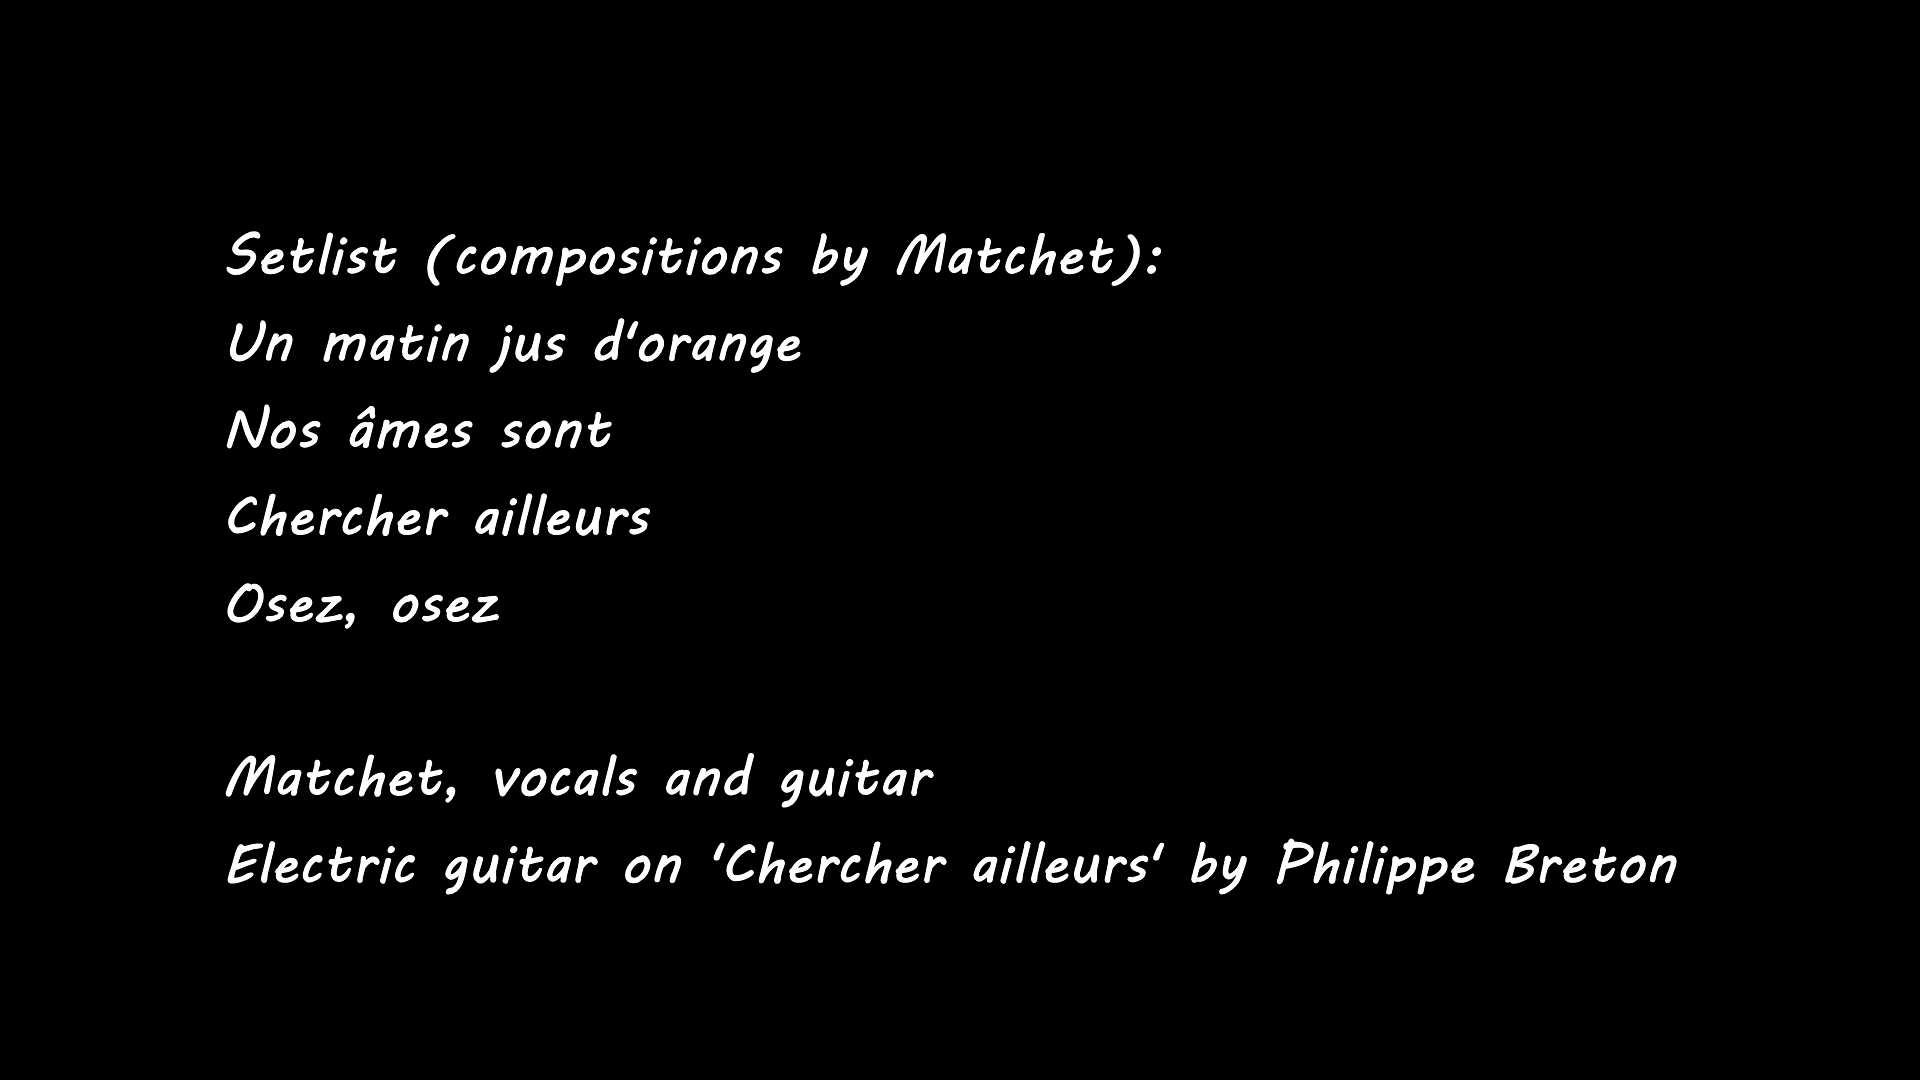 Setlist (compositions by Matchet):
Un matin jus d'orange
Nos âmes sont
Chercher ailleurs
Osez, osez
Matchet, vocals and guitar
Electric guitar on 'Chercher ailleurs' by Philippe Breton